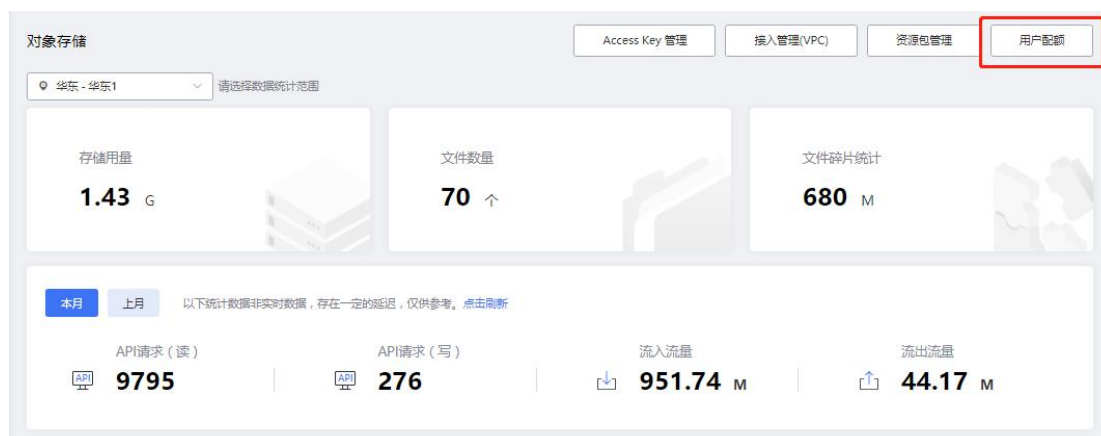 对象存储
Access Key 管理
接入管理(VPC)
资源包管理
用户配额
华东 - 华东1
请选择数据统计范围
存储用量
文件数量
文件碎片统计
1.43 G
70 个
680 M
本月
上月
以下统计数据非实时数据，存在一定的延迟，仅供参考。点击刷新
API请求（读）
API请求（写）
流入流量
流出流量
API 9795
API 276
951.74 M
44.17 M